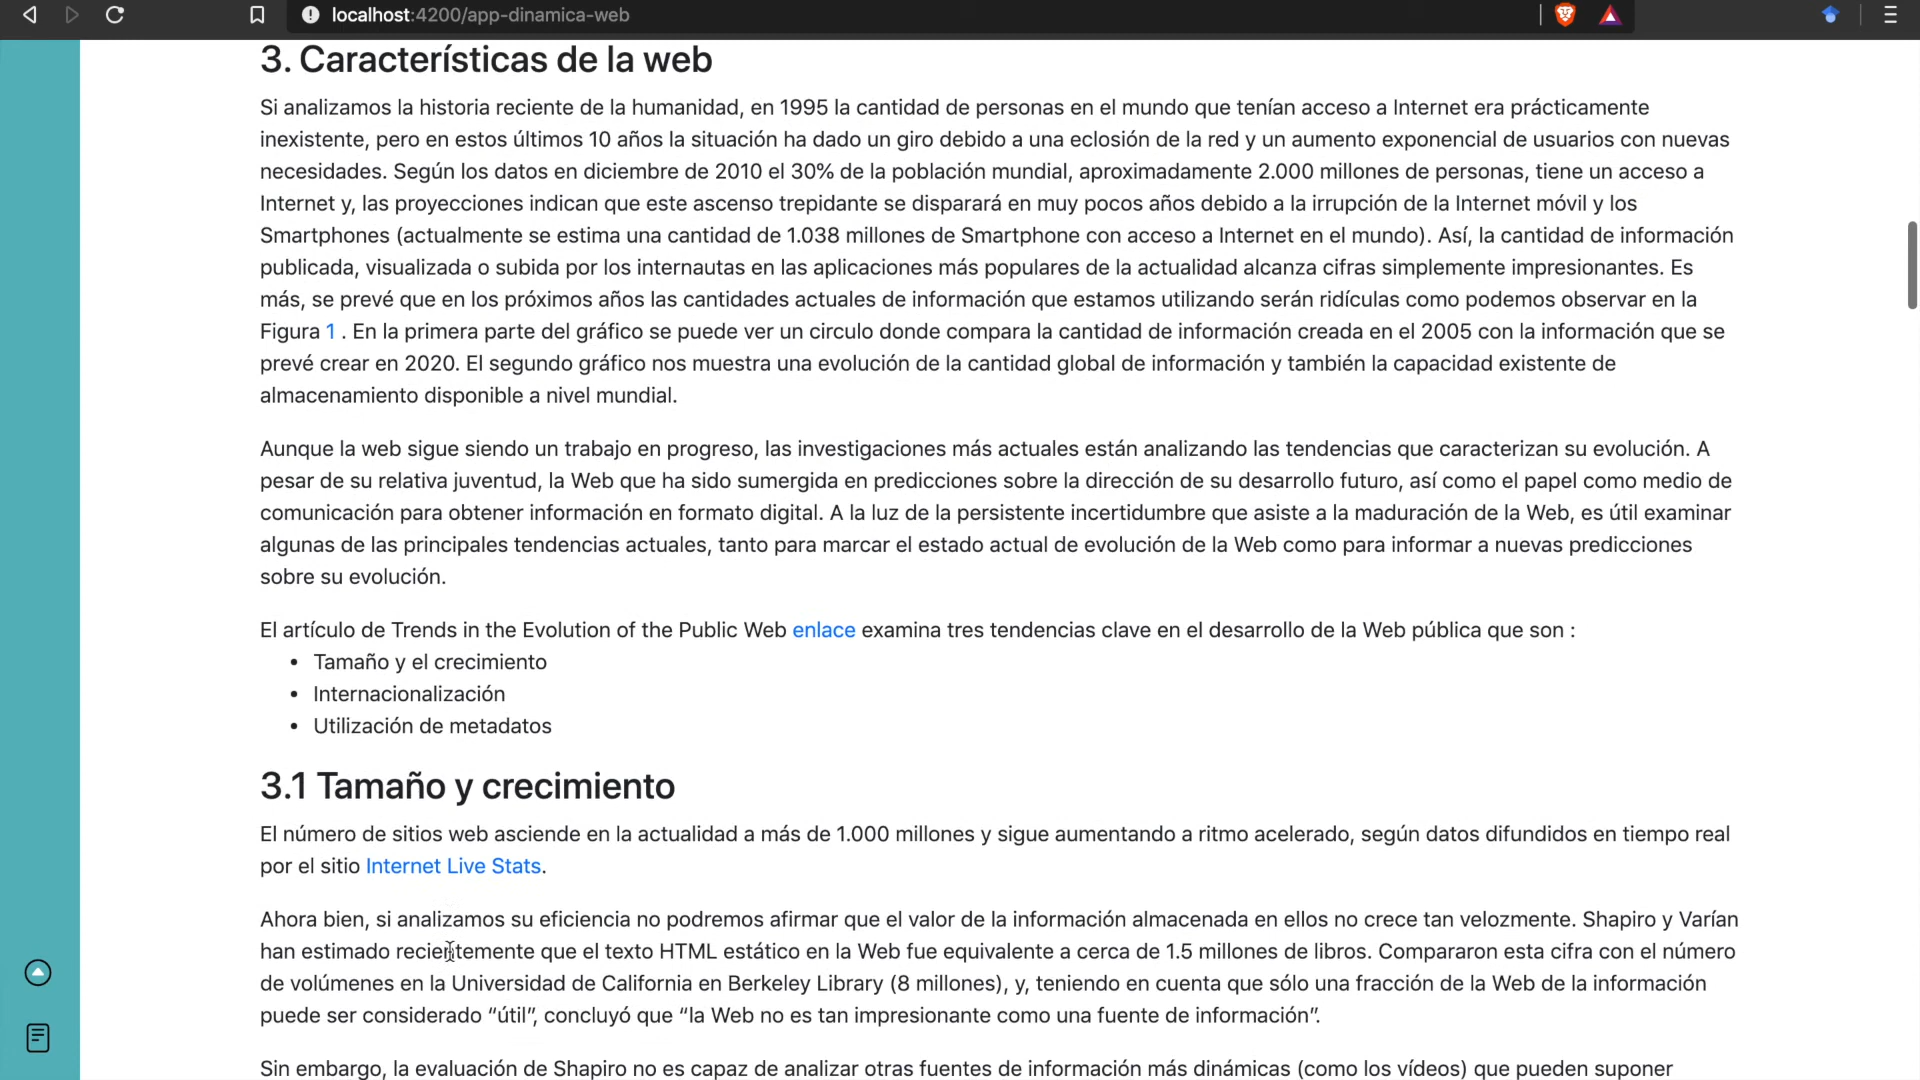 localhost:4200/app-dinamica-web
3. Características de la web
Si analizamos la historia reciente de la humanidad, en 1995 la cantidad de personas en el mundo que tenían acceso a Internet era prácticamente
inexistente, pero en estos últimos 10 años la situación ha dado un giro debido a una eclosión de la red y un aumento exponencial de usuarios con nuevas
necesidades. Según los datos en diciembre de 2010 el 30% de la población mundial, aproximadamente 2.000 millones de personas, tiene un acceso a
Internet y, las proyecciones indican que este ascenso trepidante se disparará en muy pocos años debido a la irrupción de la Internet móvil y los
Smartphones (actualmente se estima una cantidad de 1.038 millones de Smartphone con acceso a Internet en el mundo). Así, la cantidad de información
publicada, visualizada o subida por los internautas en las aplicaciones más populares de la actualidad alcanza cifras simplemente impresionantes. Es
más, se prevé que en los próximos años las cantidades actuales de información que estamos utilizando serán ridículas como podemos observar en la
Figura 1 . En la primera parte del gráfico se puede ver un circulo donde compara la cantidad de información creada en el 2005 con la información que se
prevé crear en 2020. El segundo gráfico nos muestra una evolución de la cantidad global de información y también la capacidad existente de
almacenamiento disponible a nivel mundial.
Aunque la web sigue siendo un trabajo en progreso, las investigaciones más actuales están analizando las tendencias que caracterizan su evolución. A
pesar de su relativa juventud, la Web que ha sido sumergida en predicciones sobre la dirección de su desarrollo futuro, así como el papel como medio de
comunicación para obtener información en formato digital. A la luz de la persistente incertidumbre que asiste a la maduración de la Web, es útil examinar
algunas de las principales tendencias actuales, tanto para marcar el estado actual de evolución de la Web como para informar a nuevas predicciones
sobre su evolución.
El artículo de Trends in the Evolution of the Public Web enlace examina tres tendencias clave en el desarrollo de la Web pública que son :
• Tamaño y el crecimiento
• Internacionalización
• Utilización de metadatos
3.1 Tamaño y crecimiento
El número de sitios web asciende en la actualidad a más de 1.000 millones y sigue aumentando a ritmo acelerado, según datos difundidos en tiempo real
por el sitio Internet Live Stats.
Ahora bien, si analizamos su eficiencia no podremos afirmar que el valor de la información almacenada en ellos no crece tan velozmente. Shapiro y Varían
han estimado recientemente que el texto HTML estático en la Web fue equivalente a cerca de 1.5 millones de libros. Compararon esta cifra con el número
de volúmenes en la Universidad de California en Berkeley Library (8 millones), y, teniendo en cuenta que sólo una fracción de la Web de la información
puede ser considerado “útil”, concluyó que “la Web no es tan impresionante como una fuente de información”.
Sin embargo, la evaluación de Shapiro no es capaz de analizar otras fuentes de información más dinámicas (como los vídeos) que pueden suponer